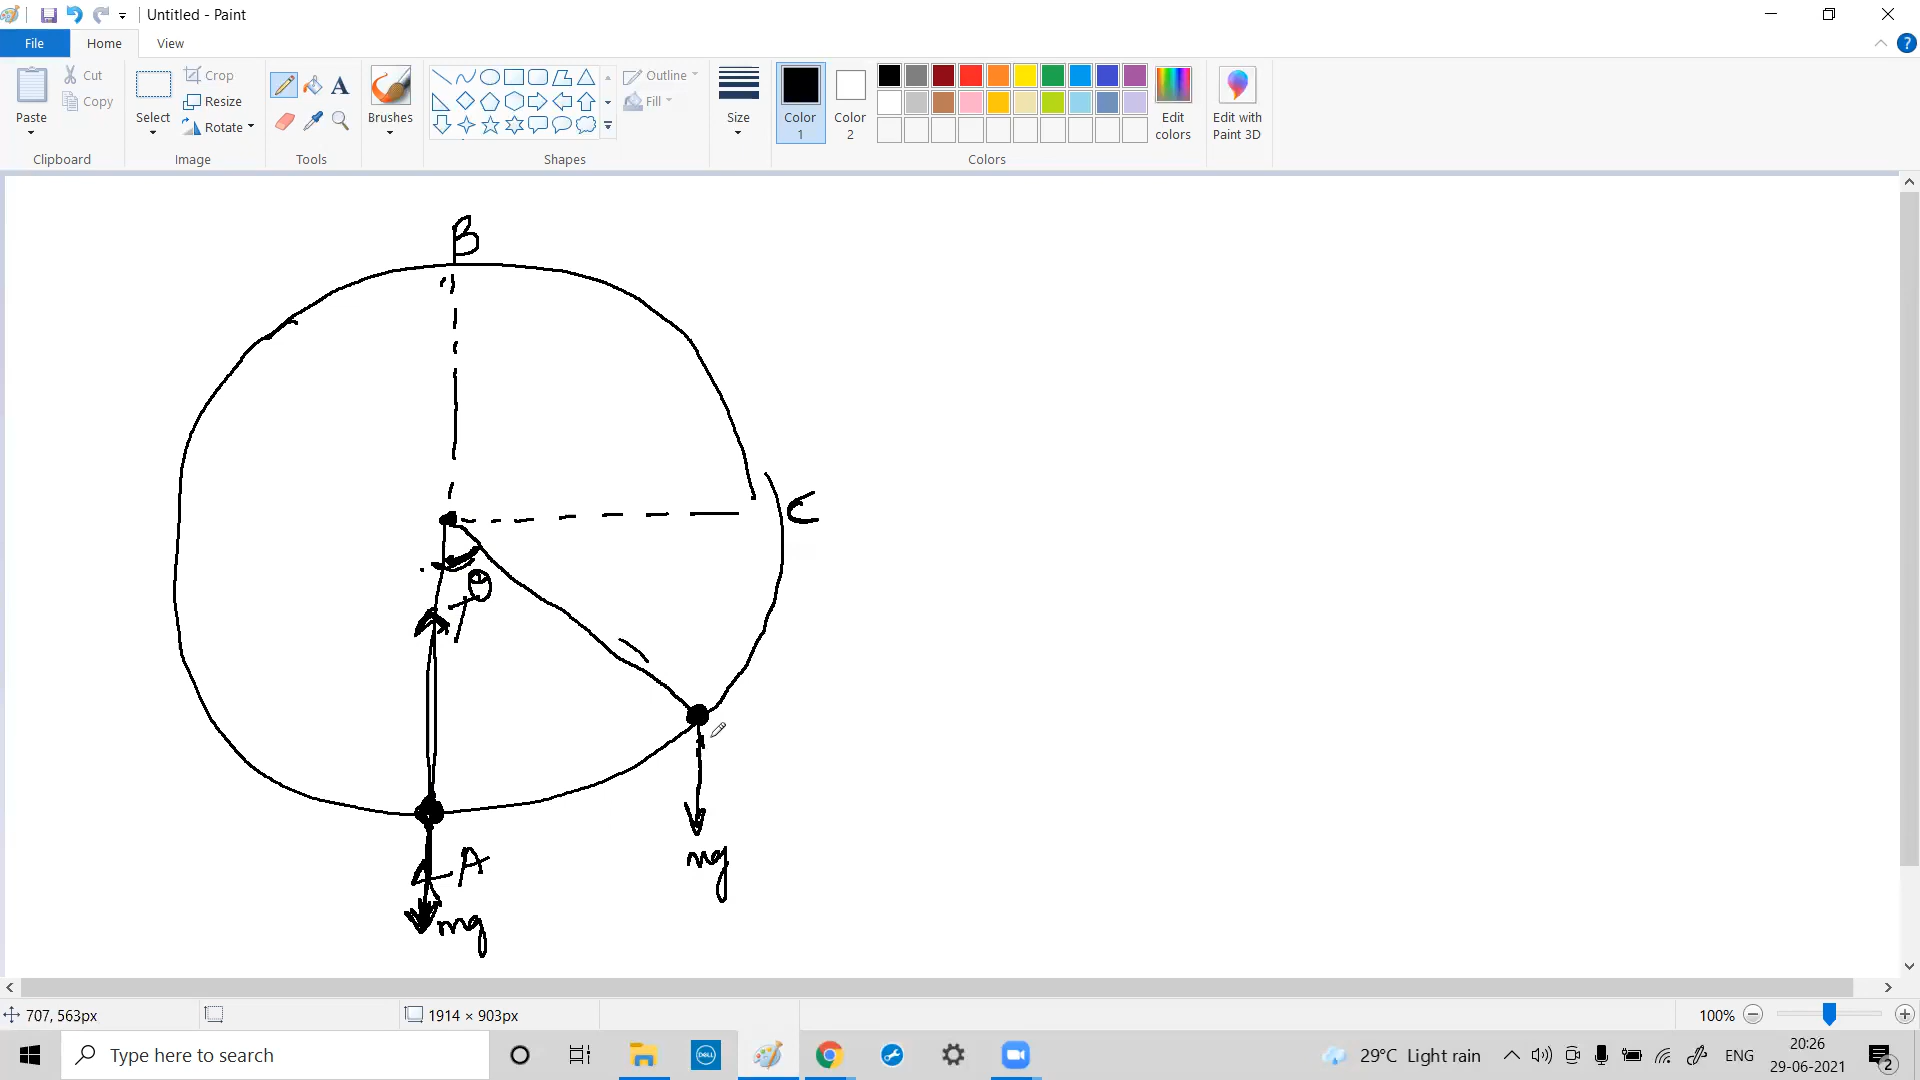 Untitled - Paint
File Home View
Cut
Copy
Paste
Crop
Resize
Rotate
Select
Brushes
Outline
Fill
Size
Color 1
Color 2
Edit colors
Edit with Paint 3D
Clipboard Image Tools Shapes Colors
B
C
θ
T
A
mg
mg
707, 563px
1914 × 903px
100%
Type here to search
DELL
29°C Light rain
ENG
20:26
29-06-2021
2